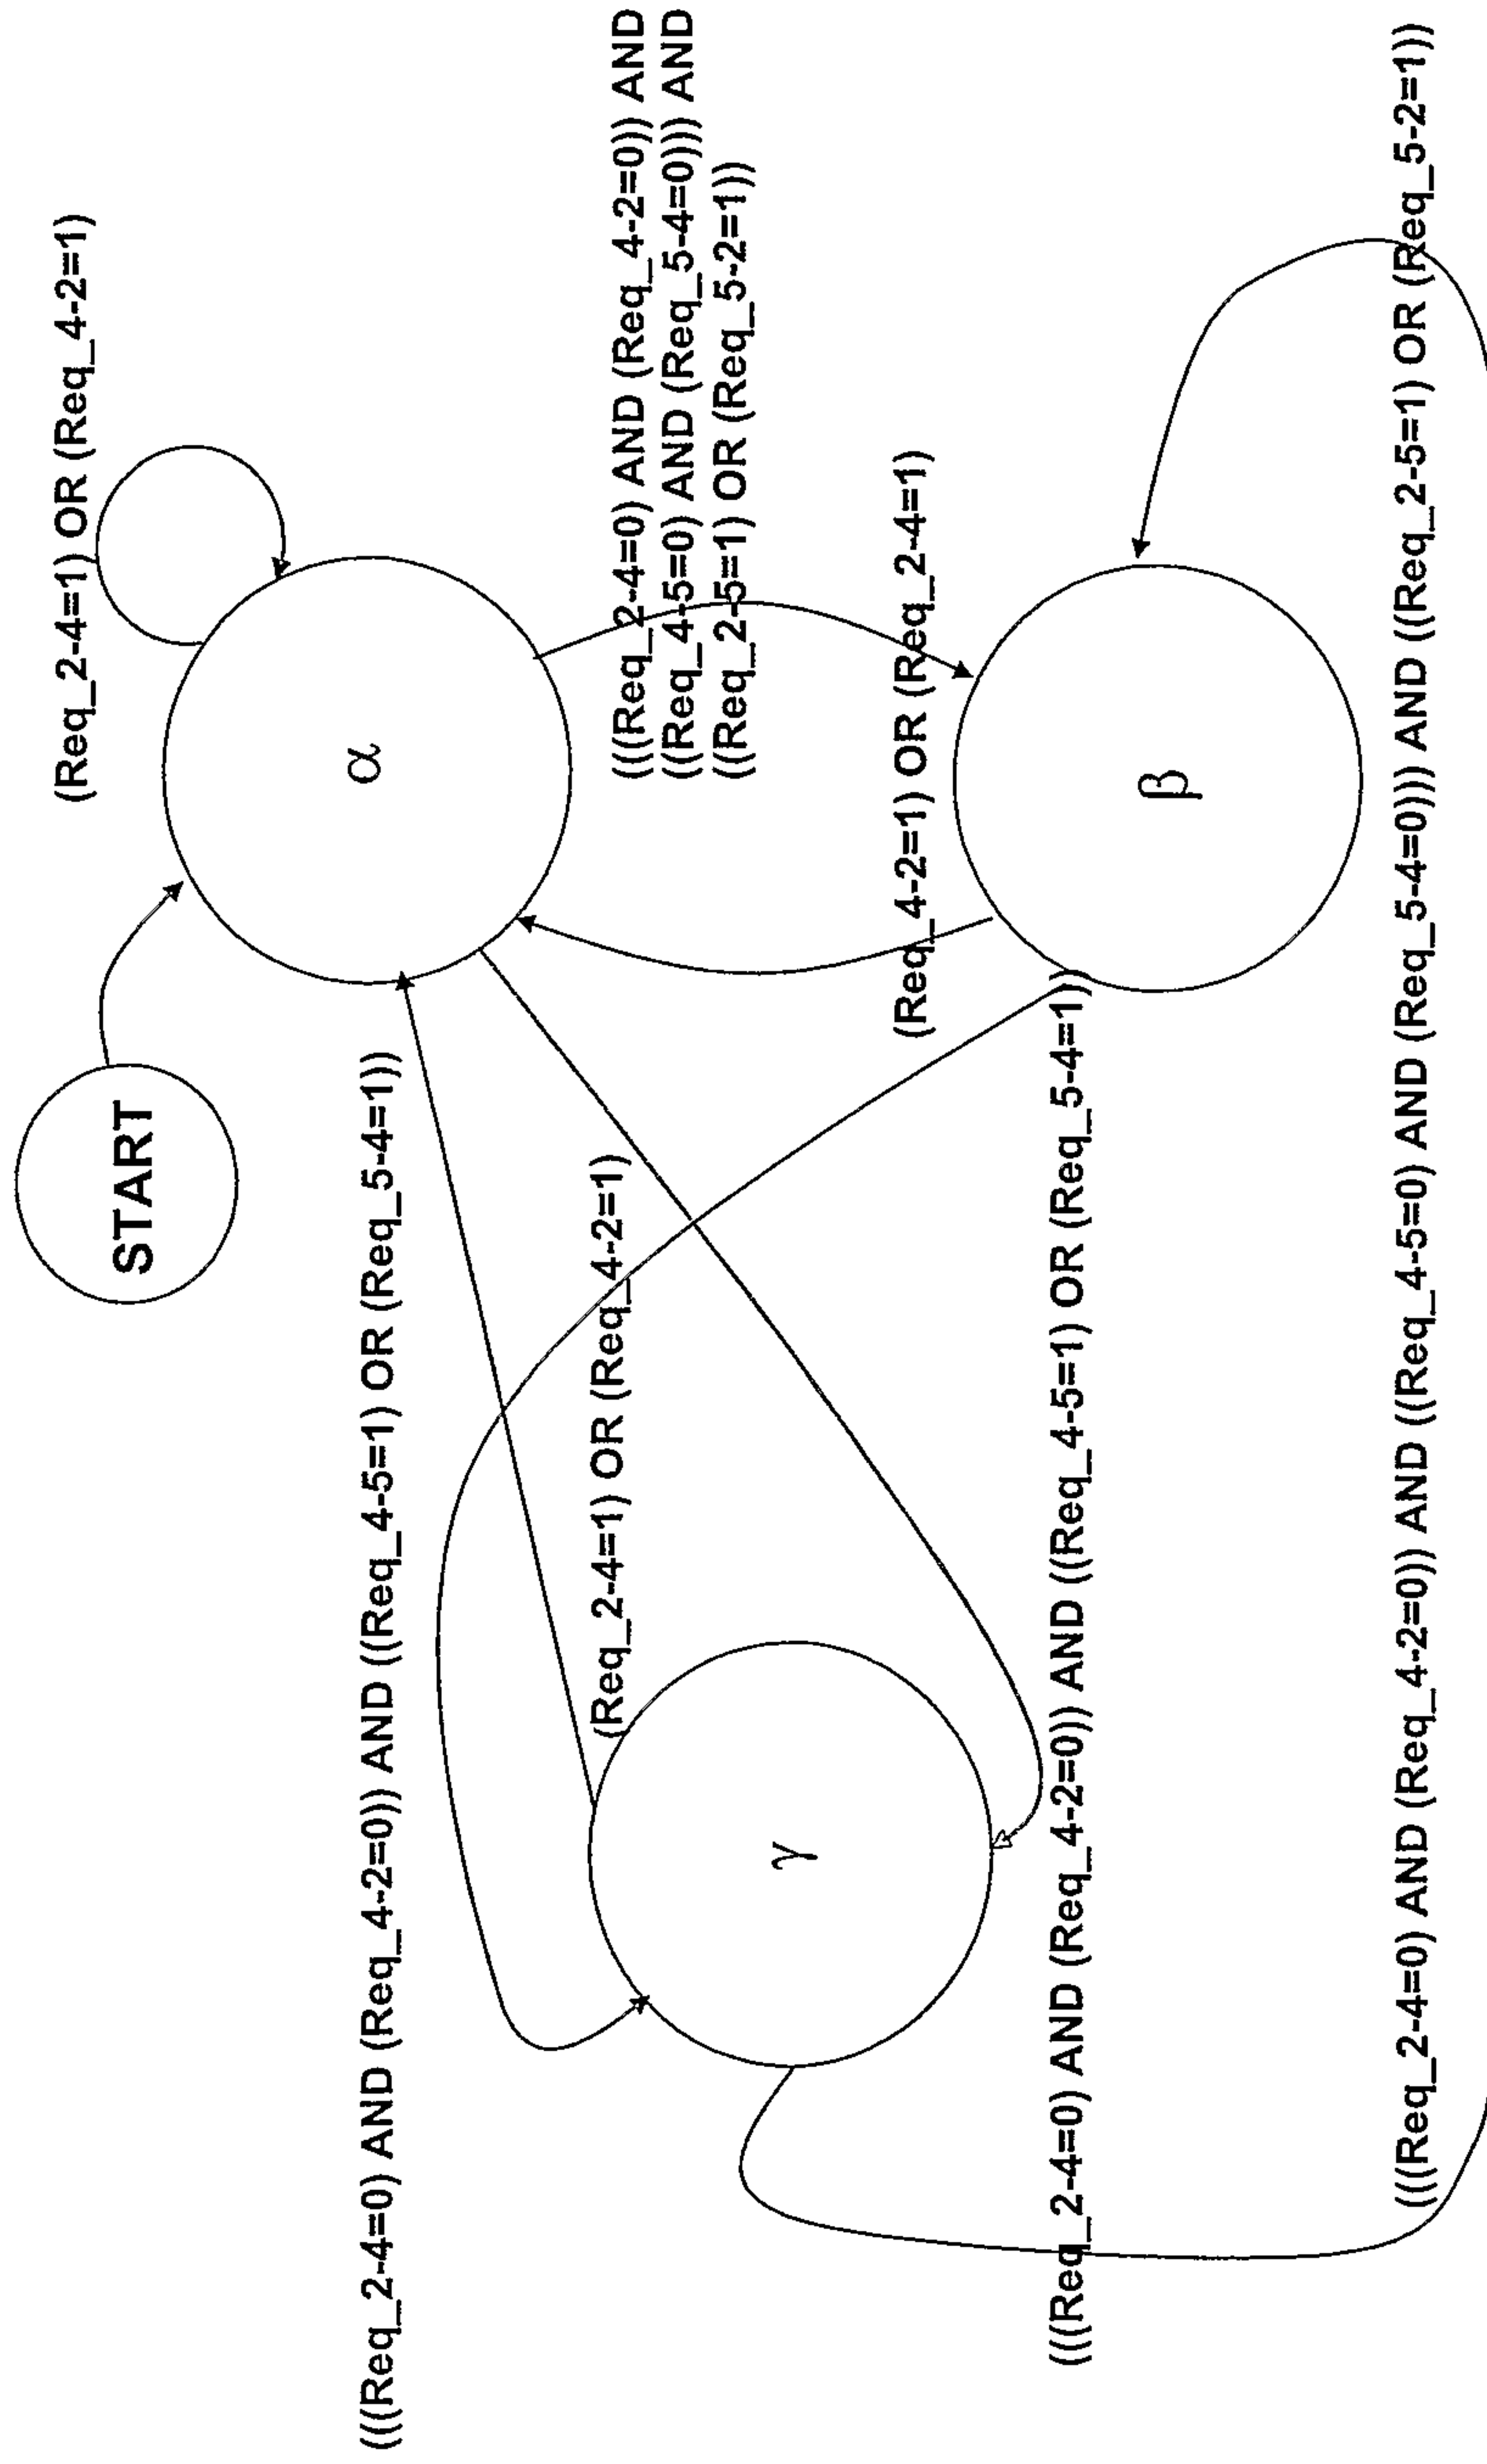 (Req_2-4=1) OR (Req_4-2=1)
START
α
(((Req_2-4=0) AND (Req_4-2=0)) AND ((Req_4-5=1) OR (Req_5-4=1))
(((Req_2-4=0) AND (Req_4-2=0)) AND
((Req_4-5=0) AND (Req_5-4=0))) AND
((Req_2-5=1) OR (Req_5-2=1))
(Req_2-4=1) OR (Req_4-2=1)
γ
(Req_4-2=1) OR (Req_2-4=1)
(((Req_2-4=0) AND (Req_4-2=0)) AND ((Req_4-5=1) OR (Req_5-4=1))
β
(((Req_2-4=0) AND (Req_4-2=0)) AND ((Req_4-5=0) AND (Req_5-4=0))) AND ((Req_2-5=1) OR (Req_5-2=1))